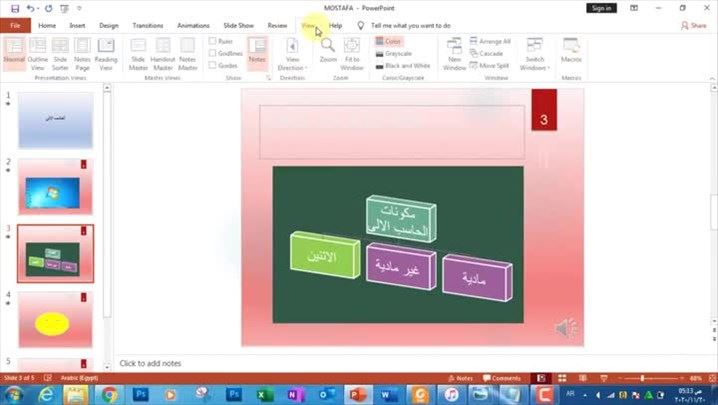 MOSTAFA - PowerPoint
Sign in
File Home Insert Design Transitions Animations Slide Show Review View Help Tell me what you want to do Share
Normal Outline View Slide Sorter Notes Page Reading View
Slide Master Handout Master Notes Master
Ruler
Gridlines
Guides
Notes
View Direction
Zoom Fit to Window
Color
Grayscale
Black and White
New Window
Arrange All
Cascade
Move Split
Switch Windows
Macros
Presentation Views Master Views Show Direction Zoom Color/Grayscale Window Macros
1
الحاسب الالى
2
3
4
5
3
مكونات
الحاسب الالى
الاتنين
غير مادية
مادية
Click to add notes
Slide 3 of 5 Arabic (Egypt) Notes Comments 68%
AR
05:13 ص
٢٠٢٠/١١/٢٠